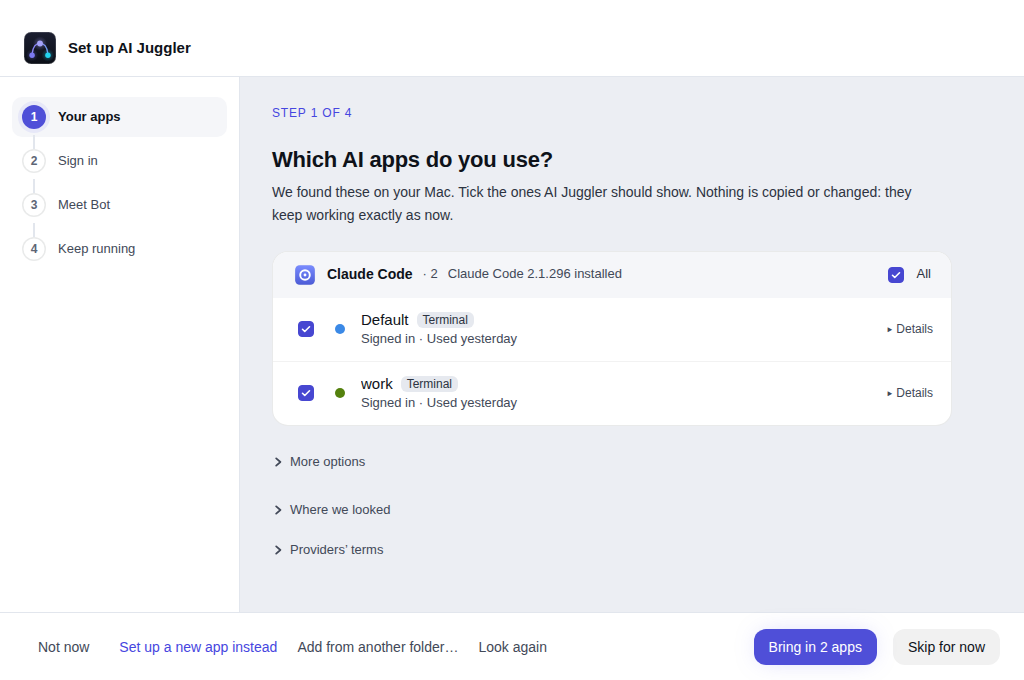 Set up AI Juggler
1 Your apps
2 Sign in
3 Meet Bot
4 Keep running
STEP 1 OF 4
Which AI apps do you use?
We found these on your Mac. Tick the ones AI Juggler should show. Nothing is copied or changed: they
keep working exactly as now.
Claude Code · 2 Claude Code 2.1.296 installed All
Default Terminal
Signed in · Used yesterday
▸ Details
work Terminal
Signed in · Used yesterday
▸ Details
More options
Where we looked
Providers’ terms
Not now Set up a new app instead Add from another folder… Look again Bring in 2 apps Skip for now